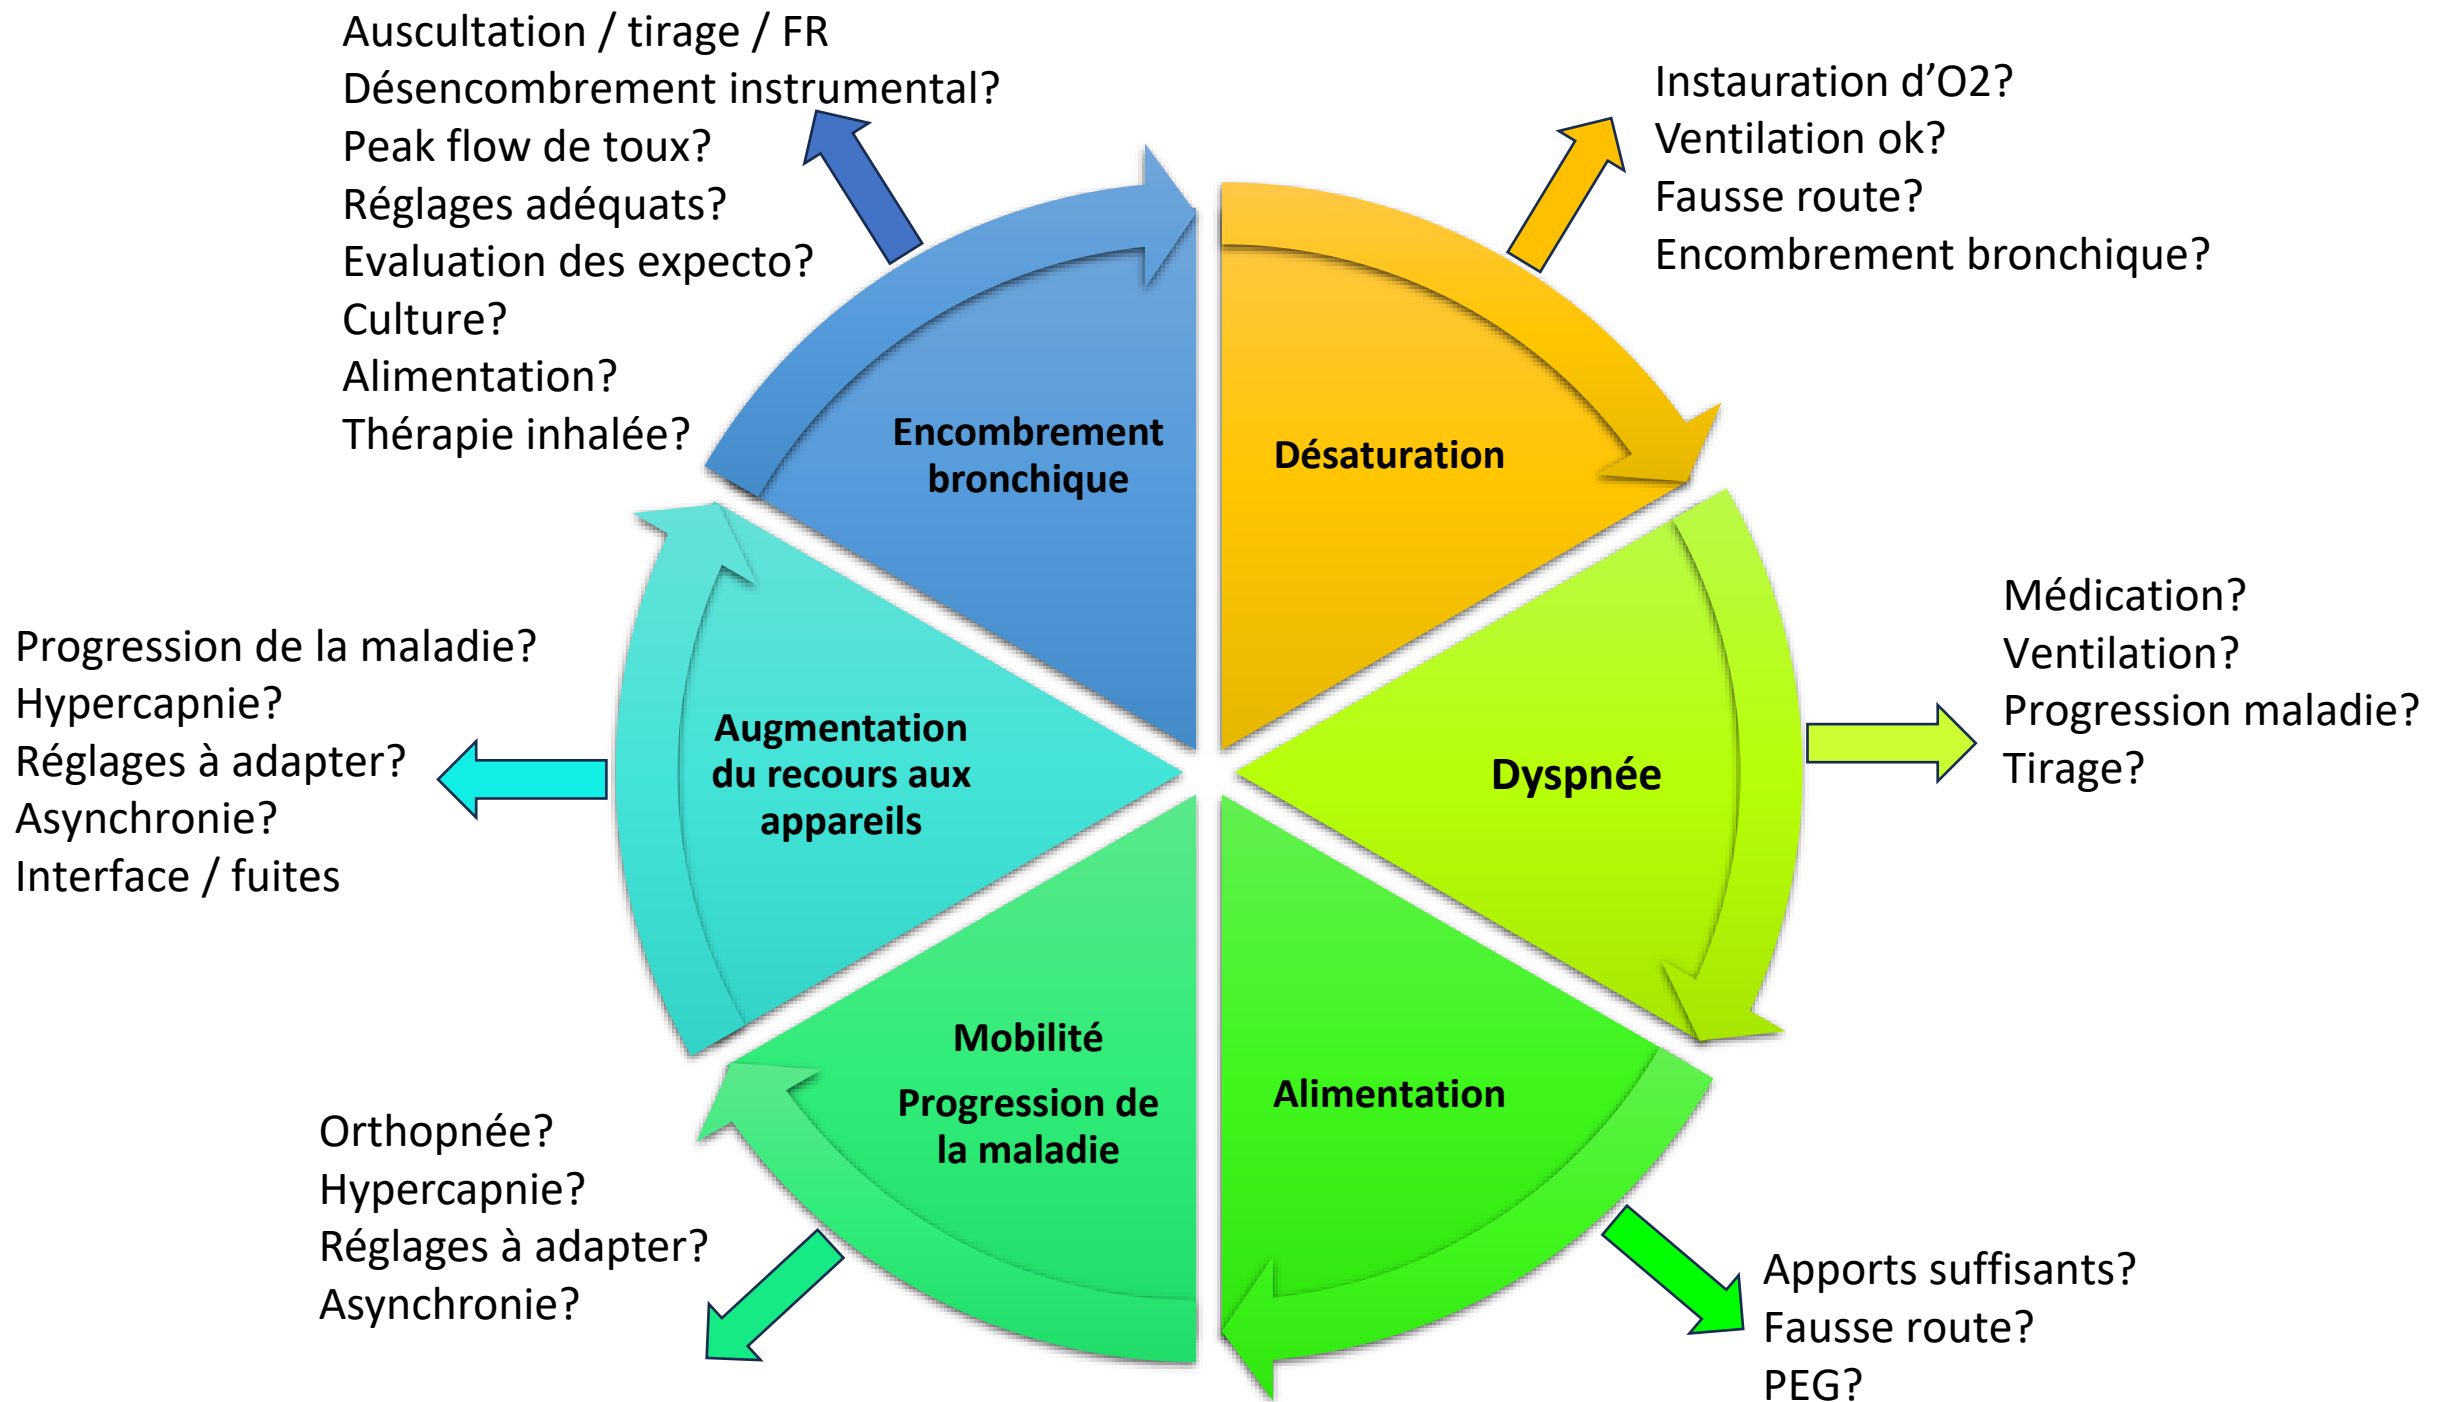 Auscultation / tirage / FR
Désencombrement instrumental?
Peak flow de toux?
Réglages adéquats?
Evaluation des expecto?
Culture?
Alimentation?
Thérapie inhalée?
Instauration d’O2?
Ventilation ok?
Fausse route?
Encombrement bronchique?
Encombrement
bronchique
Désaturation
Médication?
Ventilation?
Progression maladie?
Tirage?
Progression de la maladie?
Hypercapnie?
Réglages à adapter?
Asynchronie?
Interface / fuites
Augmentation
du recours aux
appareils
Dyspnée
Mobilité
Progression de
la maladie
Alimentation
Orthopnée?
Hypercapnie?
Réglages à adapter?
Asynchronie?
Apports suffisants?
Fausse route?
PEG?